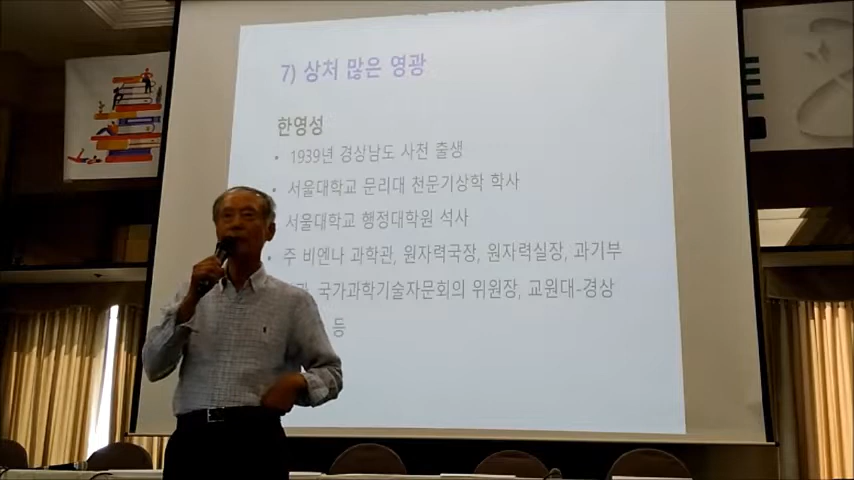 7) 상처 많은 영광
한영성
• 1939년 경상남도 사전 출생
• 서울대학교 문리대 천문기상학 학사
서울대학교 행정대학원 석사
• 주 비엔나 과학관, 원자력국장, 원자력실장, 과기부
국가과학기술자문회의 위원장, 교원대-경상
등